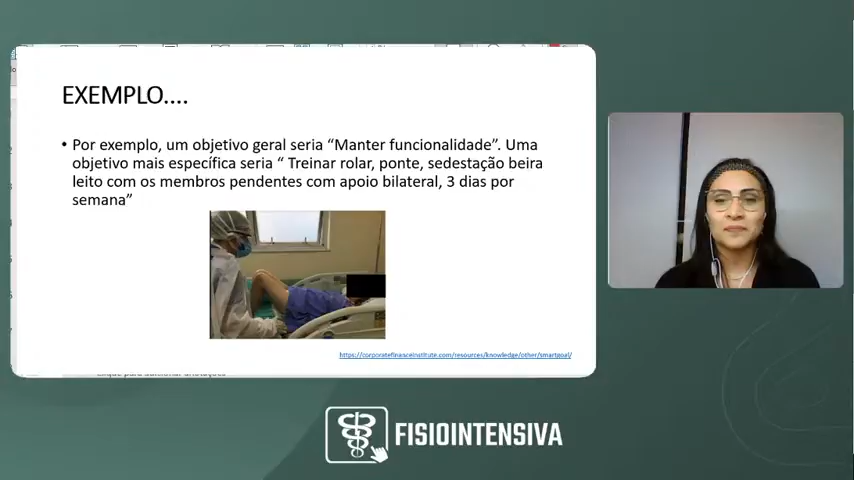 EXEMPLO....
• Por exemplo, um objetivo geral seria “Manter funcionalidade”. Uma
objetivo mais específica seria “ Treinar rolar, ponte, sedestação beira
leito com os membros pendentes com apoio bilateral, 3 dias por
semana”
https://corporatefinanceinstitute.com/resources/knowledge/other/smartgoal/
FISIOINTENSIVA